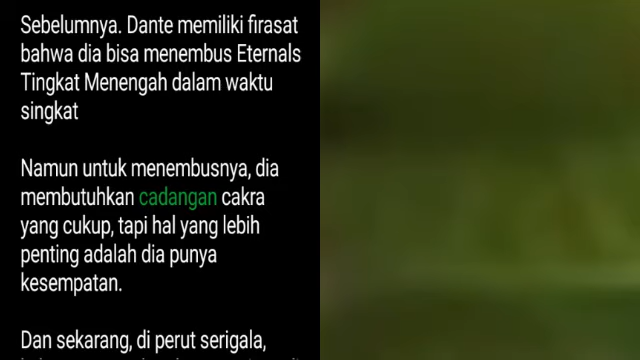 Sebelumnya. Dante memiliki firasat
bahwa dia bisa menembus Eternals
Tingkat Menengah dalam waktu
singkat
Namun untuk menembusnya, dia
membutuhkan cadangan cakra
yang cukup, tapi hal yang lebih
penting adalah dia punya
kesempatan.
Dan sekarang, di perut serigala,